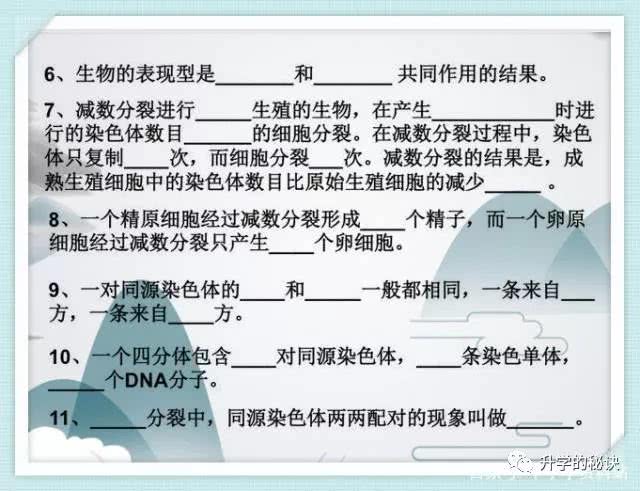 6、生物的表现型是_______和_______ 共同作用的结果。
7、减数分裂进行_____生殖的生物，在产生___________时进
行的染色体数目______的细胞分裂。在减数分裂过程中，染色
体只复制____次，而细胞分裂___次。减数分裂的结果是，成
熟生殖细胞中的染色体数目比原始生殖细胞的减少_____ 。
8、一个精原细胞经过减数分裂形成____个精子，而一个卵原
细胞经过减数分裂只产生____个卵细胞。
9、一对同源染色体的____和_____一般都相同，一条来自___
方，一条来自____方。
10、一个四分体包含____对同源染色体，____条染色单体，
_____个DNA分子。
11、_____分裂中，同源染色体两两配对的现象叫做______。
升学的秘诀